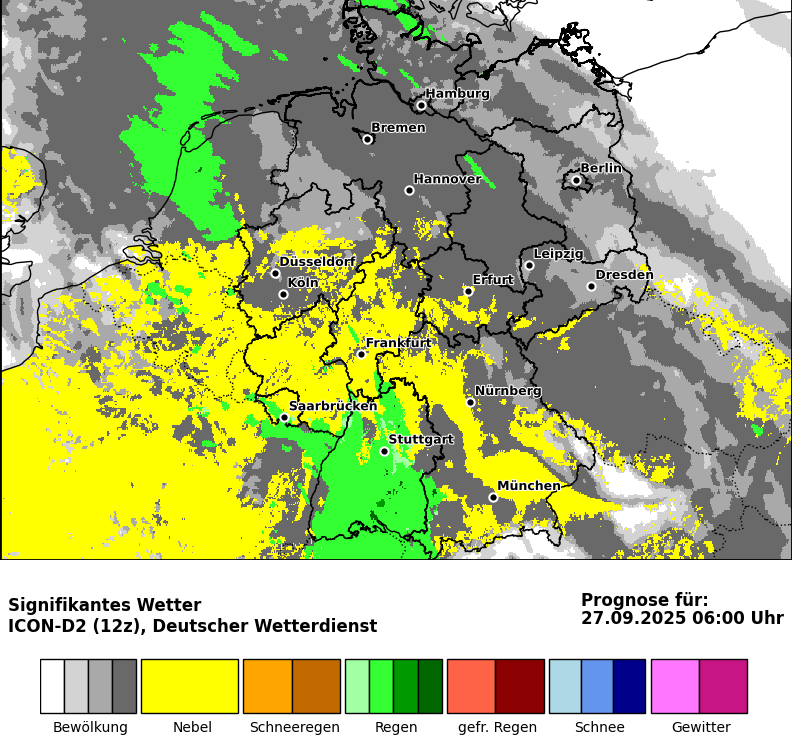 Hamburg
Bremen
Berlin
Hannover
Leipzig
Düsseldorf
Dresden
Köln
Erfurt
Frankfurt
Nürnberg
Saarbrücken
Stuttgart
München
Signifikantes Wetter
ICON-D2 (12z), Deutscher Wetterdienst
Prognose für:
27.09.2025 06:00 Uhr
Bewölkung Nebel Schneeregen Regen gefr. Regen Schnee Gewitter